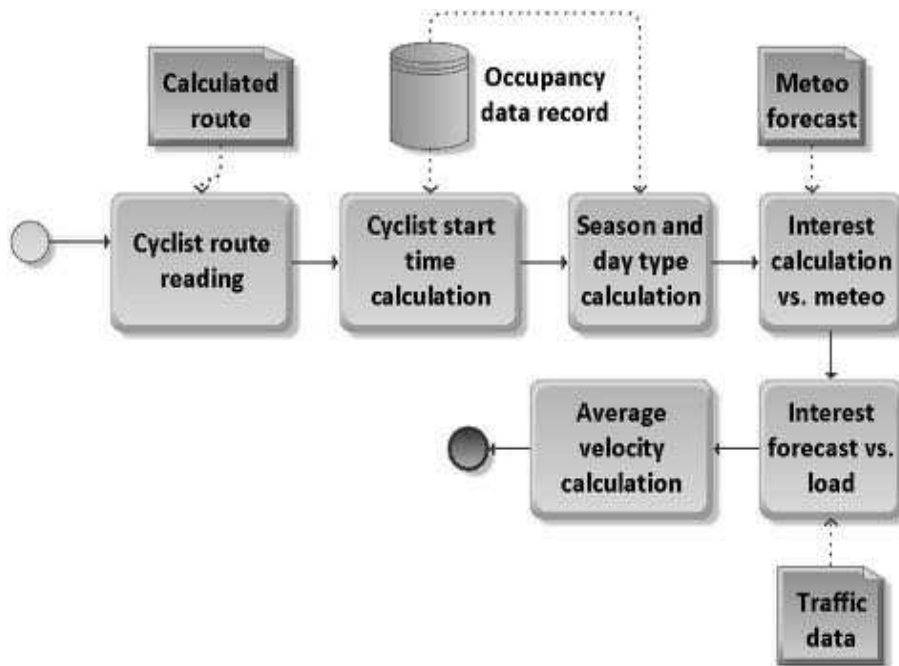 Calculated
route
Occupancy
data record
Meteo
forecast
Cyclist route
reading
Cyclist start
time
calculation
Season and
day type
calculation
Interest
calculation
vs. meteo
Average
velocity
calculation
Interest
forecast vs.
load
Traffic
data